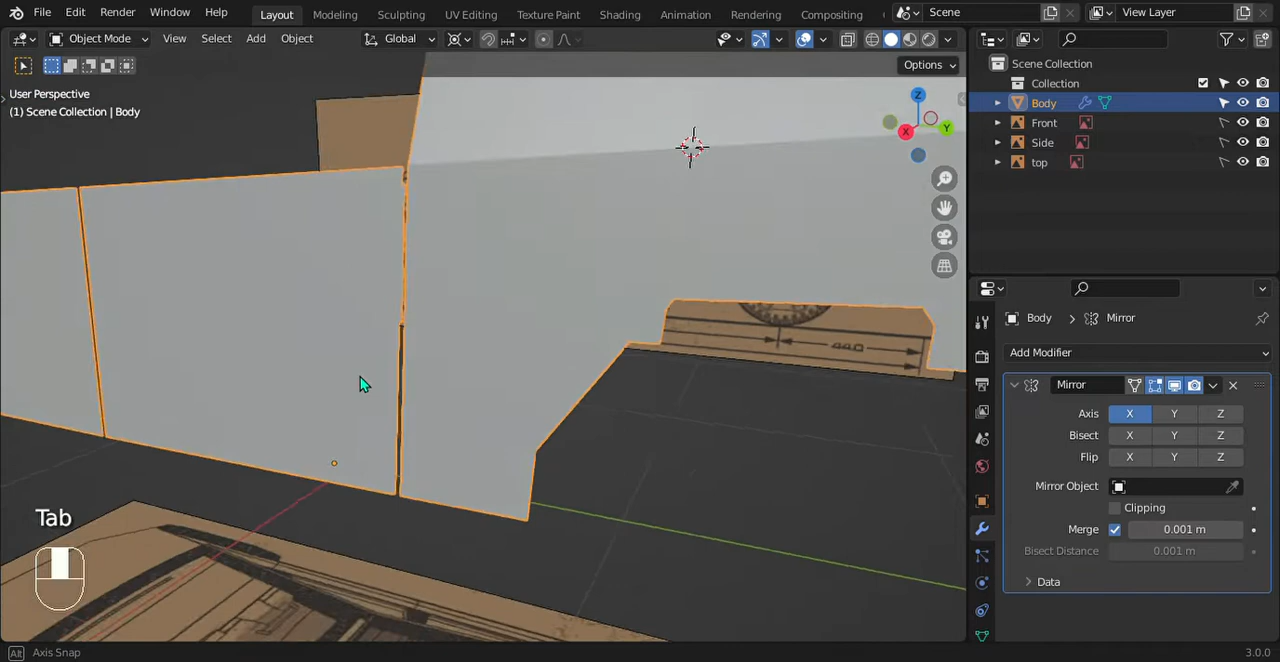 File Edit Render Window Help Layout Modeling Sculpting UV Editing Texture Paint Shading Animation Rendering Compositing Scene View Layer
Object Mode View Select Add Object Global
Options
User Perspective
(1) Scene Collection | Body
Z
Y
X
Scene Collection
Collection
Body
Front
Side
top
Body Mirror
Add Modifier
Mirror
Axis X Y Z
Bisect X Y Z
Flip X Y Z
Mirror Object
Clipping
Merge 0.001 m
Bisect Distance 0.001 m
Data
440
Tab
Alt Axis Snap
3.0.0